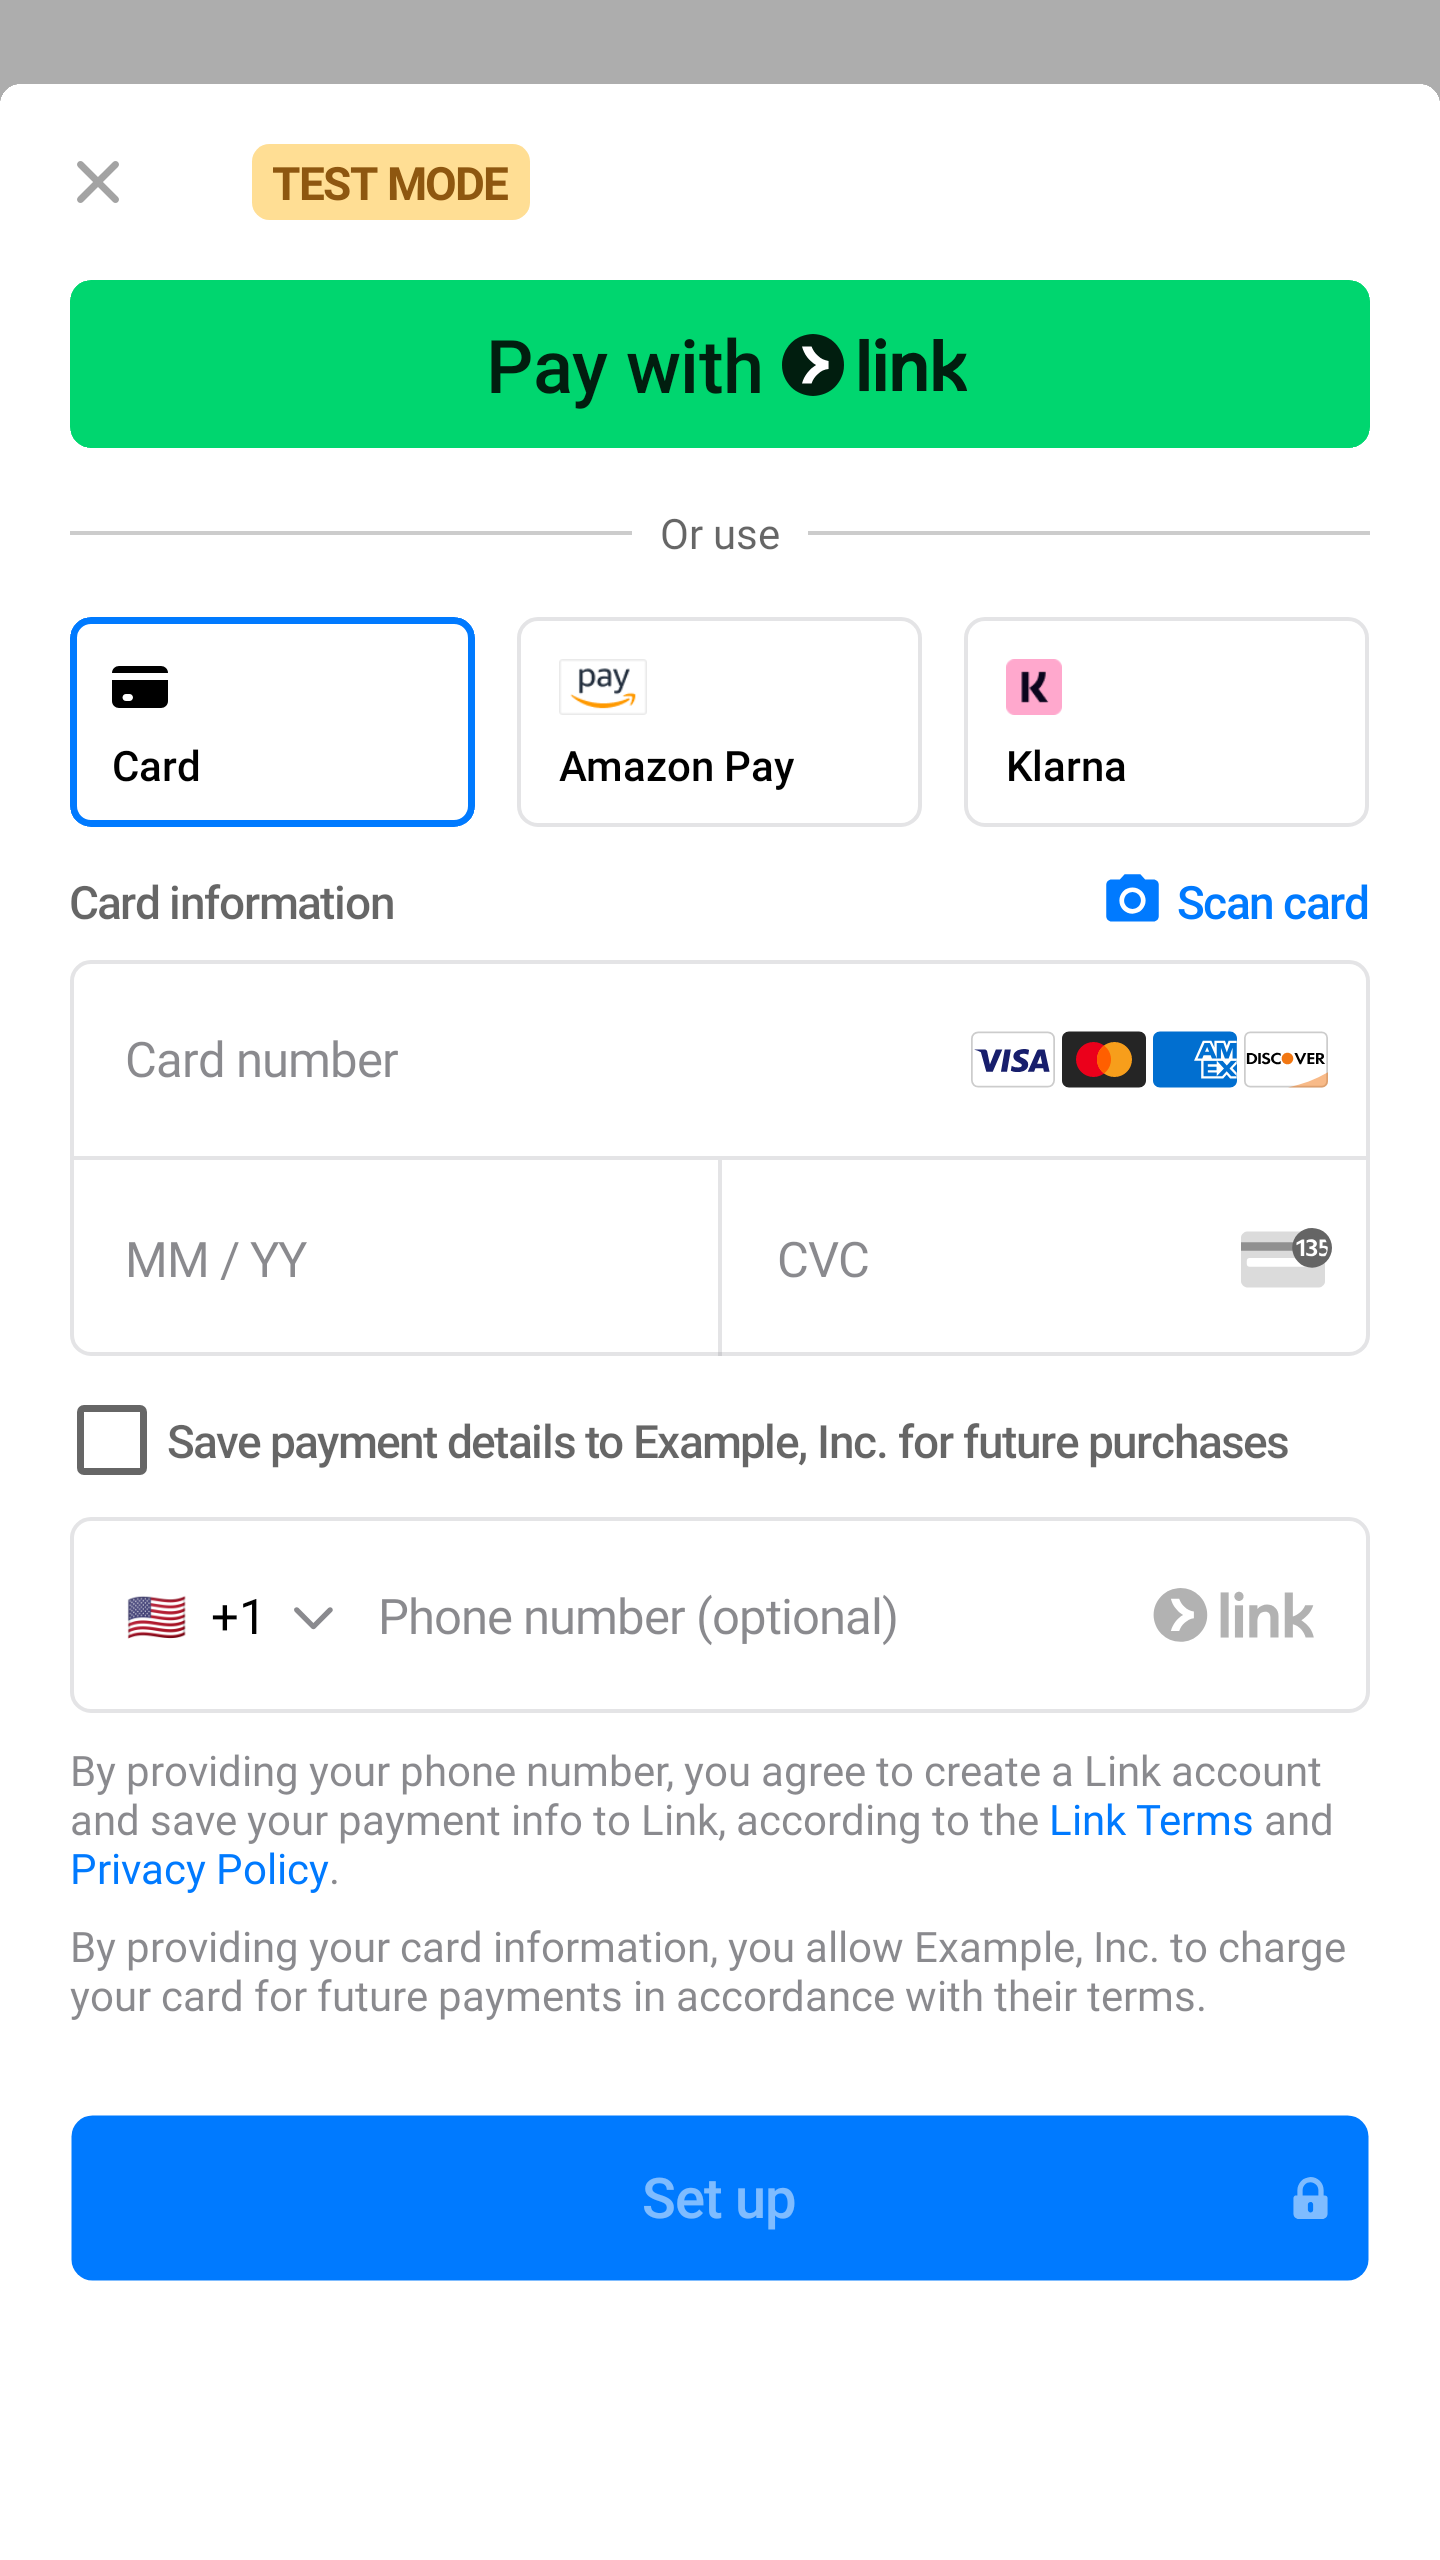 TEST MODE
Pay with link
Or use
pay
Card
Amazon Pay
K
Klarna
Card information
Scan card
Card number
VISA
AM
EX
DISCOVER
MM / YY
CVC
135
Save payment details to Example, Inc. for future purchases
🇺🇸 +1
Phone number (optional)
link
By providing your phone number, you agree to create a Link account
and save your payment info to Link, according to the Link Terms and
Privacy Policy.
By providing your card information, you allow Example, Inc. to charge
your card for future payments in accordance with their terms.
Set up